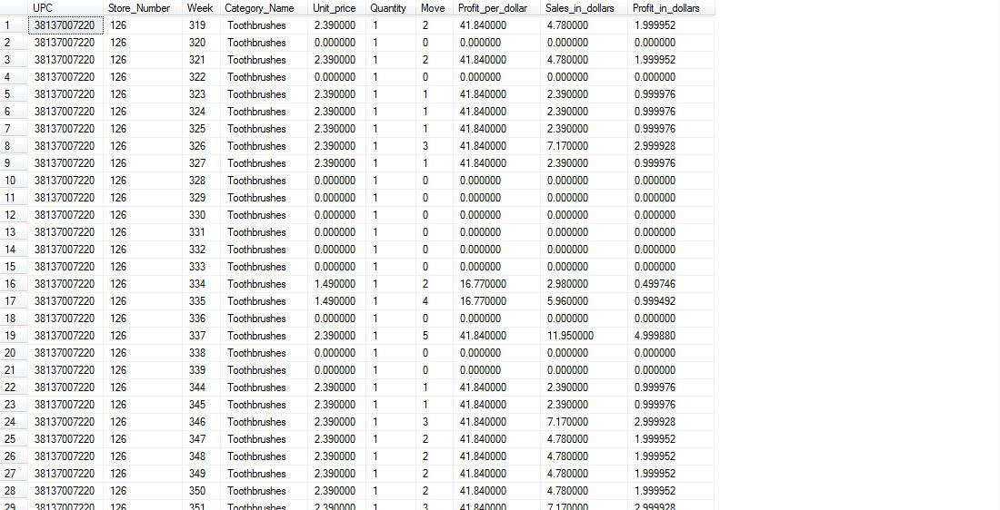 UPC Store_Number Week Category_Name Unit_price Quantity Move Profit_per_dollar Sales_in_dollars Profit_in_dollars
1 38137007220 126 319 Toothbrushes 2.390000 1 2 41.840000 4.780000 1.999952
2 38137007220 126 320 Toothbrushes 0.000000 1 0 0.000000 0.000000 0.000000
3 38137007220 126 321 Toothbrushes 2.390000 1 2 41.840000 4.780000 1.999952
4 38137007220 126 322 Toothbrushes 0.000000 1 0 0.000000 0.000000 0.000000
5 38137007220 126 323 Toothbrushes 2.390000 1 1 41.840000 2.390000 0.999976
6 38137007220 126 324 Toothbrushes 2.390000 1 1 41.840000 2.390000 0.999976
7 38137007220 126 325 Toothbrushes 2.390000 1 1 41.840000 2.390000 0.999976
8 38137007220 126 326 Toothbrushes 2.390000 1 3 41.840000 7.170000 2.999928
9 38137007220 126 327 Toothbrushes 2.390000 1 1 41.840000 2.390000 0.999976
10 38137007220 126 328 Toothbrushes 0.000000 1 0 0.000000 0.000000 0.000000
11 38137007220 126 329 Toothbrushes 0.000000 1 0 0.000000 0.000000 0.000000
12 38137007220 126 330 Toothbrushes 0.000000 1 0 0.000000 0.000000 0.000000
13 38137007220 126 331 Toothbrushes 0.000000 1 0 0.000000 0.000000 0.000000
14 38137007220 126 332 Toothbrushes 0.000000 1 0 0.000000 0.000000 0.000000
15 38137007220 126 333 Toothbrushes 0.000000 1 0 0.000000 0.000000 0.000000
16 38137007220 126 334 Toothbrushes 1.490000 1 2 16.770000 2.980000 0.499746
17 38137007220 126 335 Toothbrushes 1.490000 1 4 16.770000 5.960000 0.999492
18 38137007220 126 336 Toothbrushes 0.000000 1 0 0.000000 0.000000 0.000000
19 38137007220 126 337 Toothbrushes 2.390000 1 5 41.840000 11.950000 4.999880
20 38137007220 126 338 Toothbrushes 0.000000 1 0 0.000000 0.000000 0.000000
21 38137007220 126 339 Toothbrushes 0.000000 1 0 0.000000 0.000000 0.000000
22 38137007220 126 344 Toothbrushes 2.390000 1 1 41.840000 2.390000 0.999976
23 38137007220 126 345 Toothbrushes 2.390000 1 1 41.840000 2.390000 0.999976
24 38137007220 126 346 Toothbrushes 2.390000 1 3 41.840000 7.170000 2.999928
25 38137007220 126 347 Toothbrushes 2.390000 1 2 41.840000 4.780000 1.999952
26 38137007220 126 348 Toothbrushes 2.390000 1 2 41.840000 4.780000 1.999952
27 38137007220 126 349 Toothbrushes 2.390000 1 2 41.840000 4.780000 1.999952
28 38137007220 126 350 Toothbrushes 2.390000 1 2 41.840000 4.780000 1.999952
29 38137007220 126 351 Toothbrushes 2.390000 1 3 41.840000 7.170000 2.999928